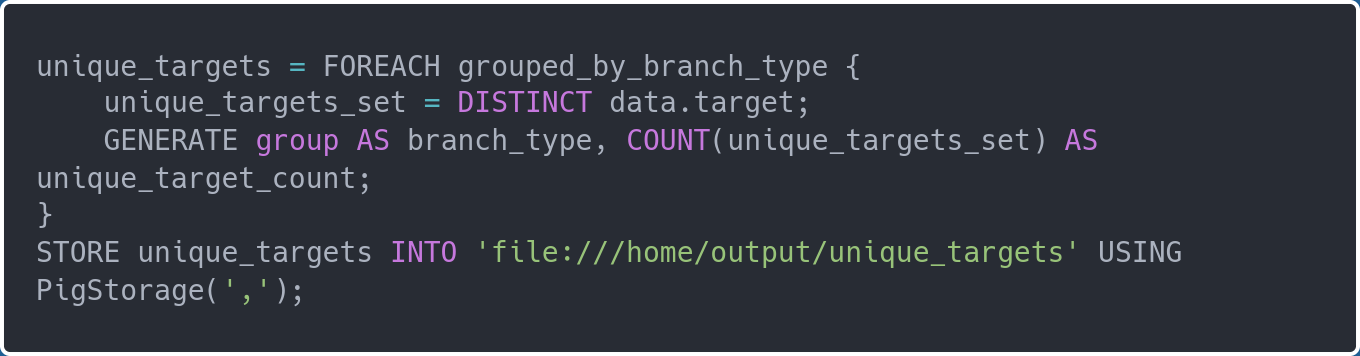 unique_targets = FOREACH grouped_by_branch_type {
    unique_targets_set = DISTINCT data.target;
    GENERATE group AS branch_type, COUNT(unique_targets_set) AS
unique_target_count;
}
STORE unique_targets INTO 'file:///home/output/unique_targets' USING
PigStorage(',');